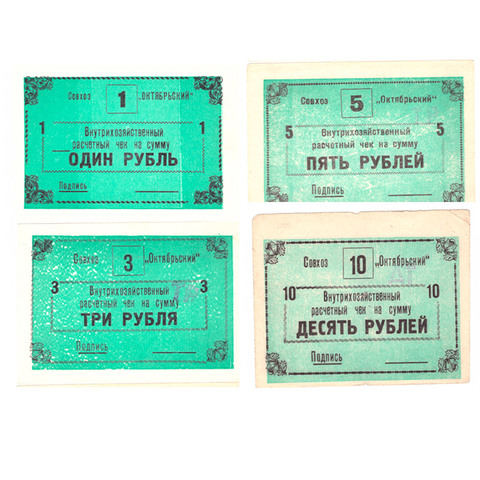 Совхоз 1 „Октябрьский"
1 Внутрихозяйственный 1
расчетный чек на сумму
ОДИН РУБЛЬ
Подпись
Совхоз 5 „Октябрьский"
5 Внутрихозяйственный 5
расчетный чек на сумму
ПЯТЬ РУБЛЕЙ
Подпись
Совхоз 3 „Октябрьский"
3 Внутрихозяйственный 3
расчетный чек на сумму
ТРИ РУБЛЯ
Подпись
Совхоз 10 „Октябрьский"
10 Внутрихозяйственный 10
расчетный чек на сумму
ДЕСЯТЬ РУБЛЕЙ
Подпись